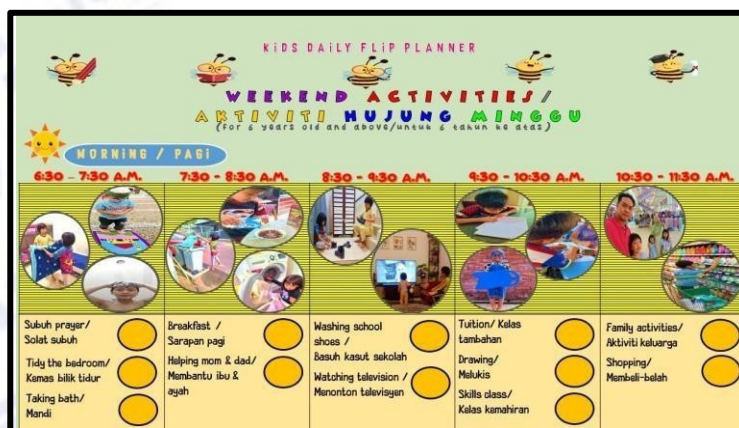 KiDS DAiLY FLiP PLANNER
WEEKEND ACTIVITIES/
AKTIVITI HUJUNG MINGGU
(for 6 years old and above/untuk 6 tahun ke atas)
MORNiNG / PAGi
6:30 – 7:30 A.M.
7:30 - 8:30 A.M.
8:30 - 9:30 A.M.
9:30 - 10:30 A.M.
10:30 - 11:30 A.M.
Subuh prayer/
Solat subuh
Tidy the bedroom/
Kemas bilik tidur
Taking bath/
Mandi
Breakfast /
Sarapan pagi
Helping mom & dad/
Membantu ibu &
ayah
Washing school
shoes /
Basuh kasut sekolah
Watching television /
Menonton televisyen
Tuition/ Kelas
tambahan
Drawing/
Melukis
Skills class/
Kelas kemahiran
Family activities/
Aktiviti keluarga
Shopping/
Membeli-belah